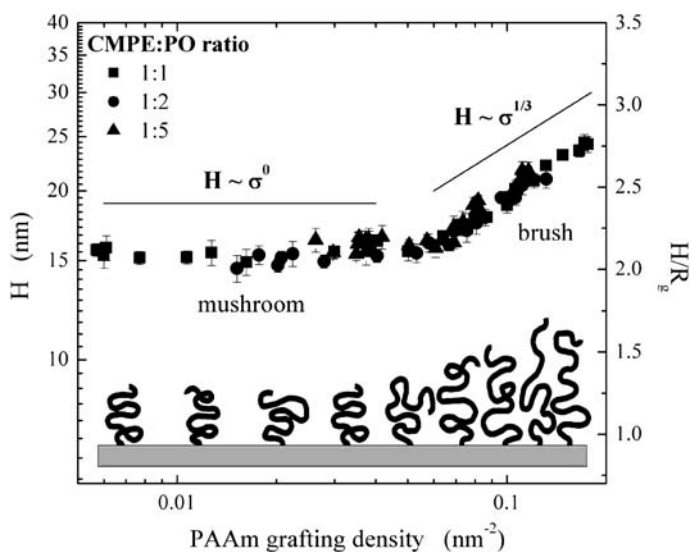 CMPE:PO ratio
1:1
1:2
1:5
H ~ σ^0
H ~ σ^1/3
mushroom
brush
40
30
25
20
15
10
H (nm)
3.5
3.0
2.5
2.0
1.5
1.0
H/Rg
0.01
0.1
PAAm grafting density (nm^-2)